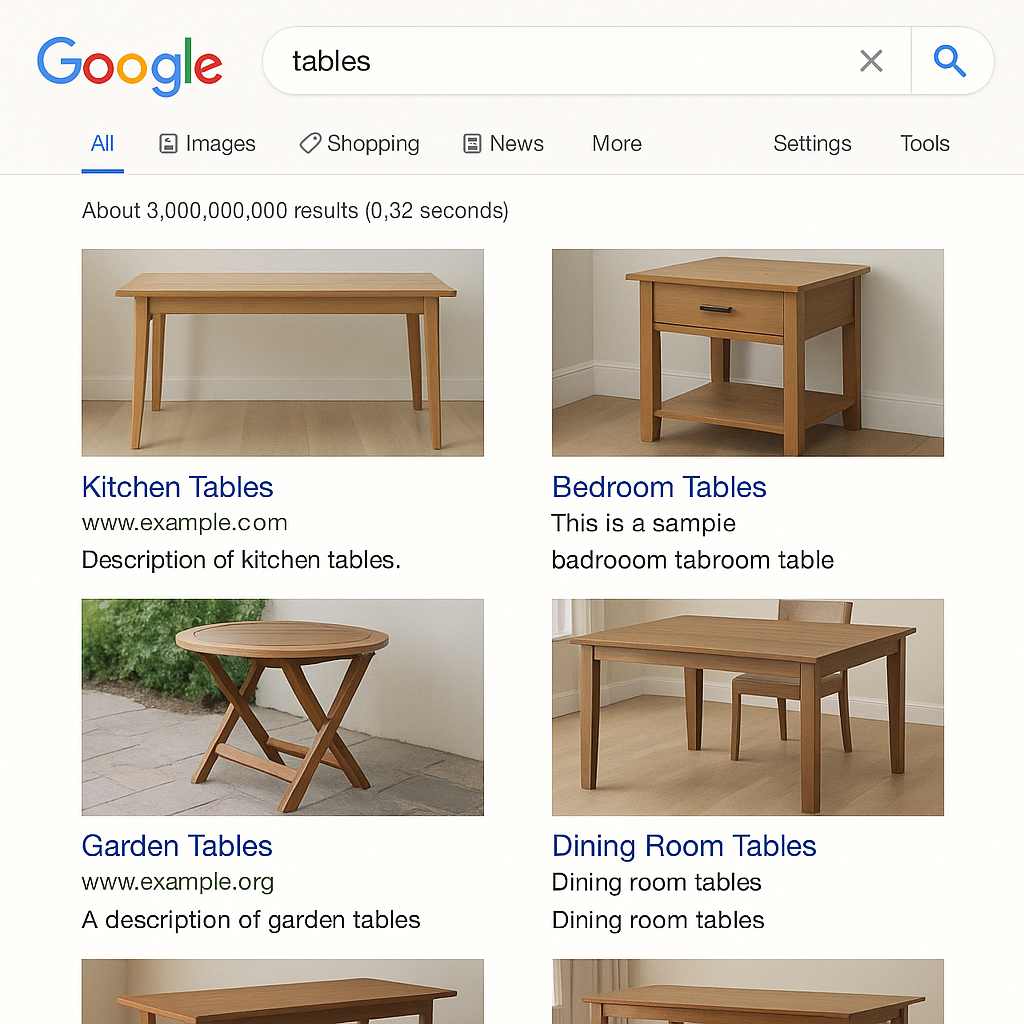 Google
tables
All Images Shopping News More Settings Tools
About 3,000,000,000 results (0,32 seconds)
Kitchen Tables
www.example.com
Description of kitchen tables.
Bedroom Tables
This is a sampie
badrooom tabroom table
Garden Tables
www.example.org
A description of garden tables
Dining Room Tables
Dining room tables
Dining room tables